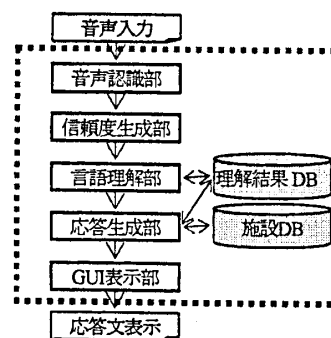 音声入力
音声認識部
信頼度生成部
言語理解部
理解結果DB
応答生成部
施設DB
GUI表示部
応答文表示